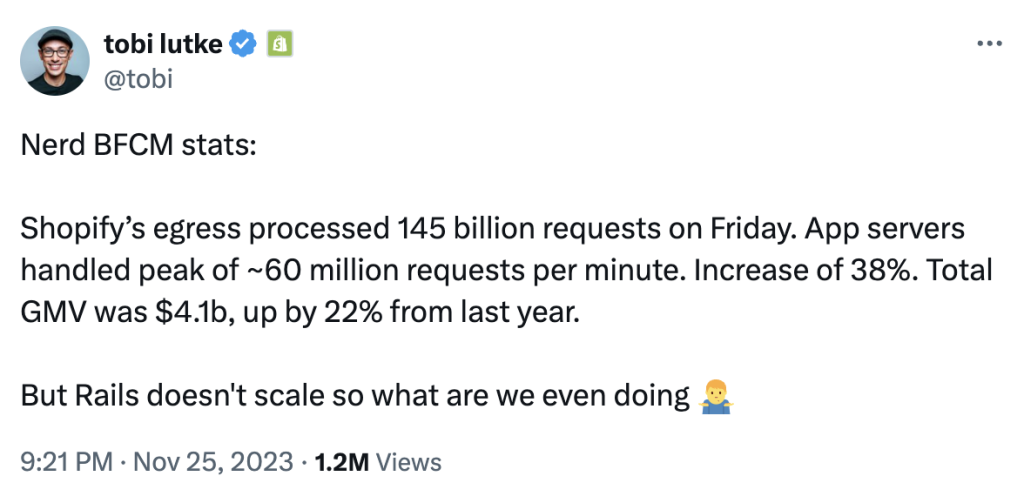 tobi lutke
@tobi
Nerd BFCM stats:
Shopify’s egress processed 145 billion requests on Friday. App servers
handled peak of ~60 million requests per minute. Increase of 38%. Total
GMV was $4.1b, up by 22% from last year.
But Rails doesn't scale so what are we even doing 🤷‍♂️
9:21 PM · Nov 25, 2023 · 1.2M Views